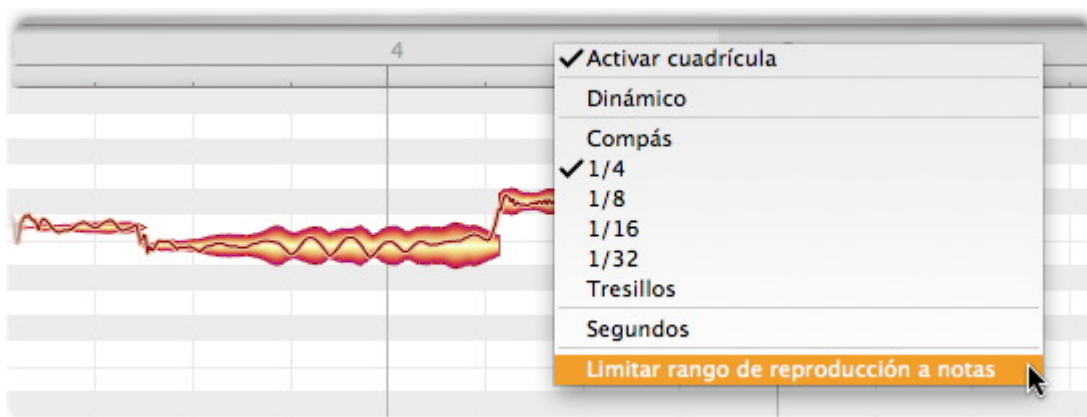 4
Activar cuadrícula
Dinámico
Compás
1/4
1/8
1/16
1/32
Tresillos
Segundos
Limitar rango de reproducción a notas